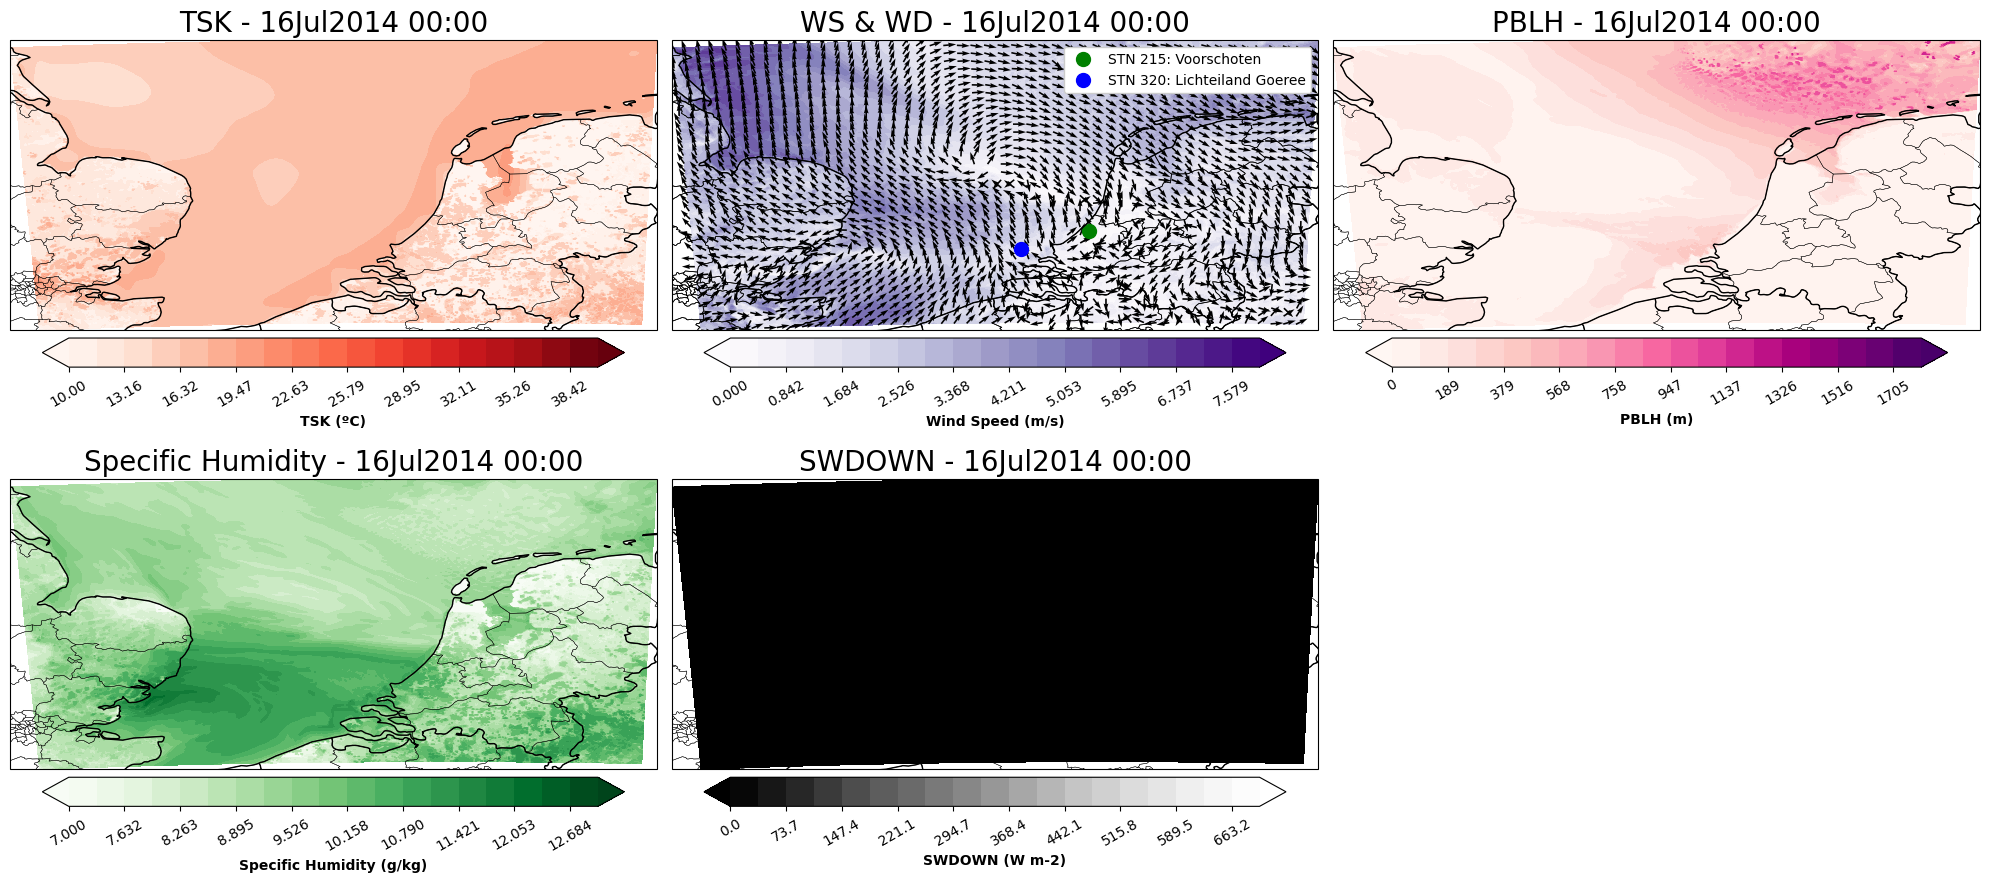 TSK - 16Jul2014 00:00
WS & WD - 16Jul2014 00:00
PBLH - 16Jul2014 00:00
STN 215: Voorschoten
STN 320: Lichteiland Goeree
10.00 13.16 16.32 19.47 22.63 25.79 28.95 32.11 35.26 38.42
TSK (ºC)
0.000 0.842 1.684 2.526 3.368 4.211 5.053 5.895 6.737 7.579
Wind Speed (m/s)
0 189 379 568 758 947 1137 1326 1516 1705
PBLH (m)
Specific Humidity - 16Jul2014 00:00
SWDOWN - 16Jul2014 00:00
7.000 7.632 8.263 8.895 9.526 10.158 10.790 11.421 12.053 12.684
Specific Humidity (g/kg)
0.0 73.7 147.4 221.1 294.7 368.4 442.1 515.8 589.5 663.2
SWDOWN (W m-2)